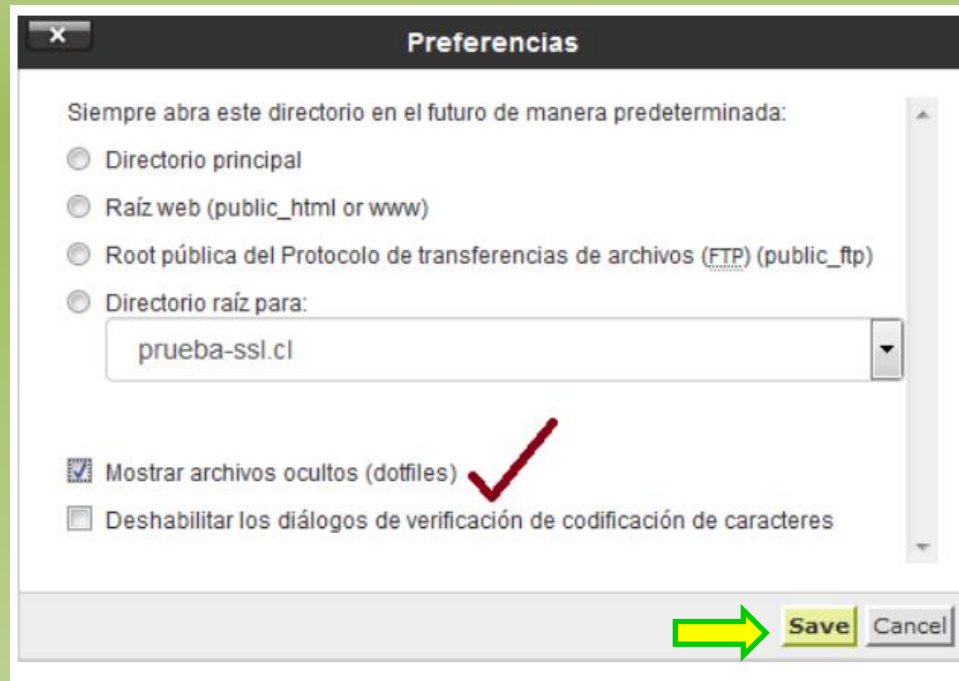 Preferencias
Siempre abra este directorio en el futuro de manera predeterminada:
Directorio principal
Raíz web (public_html or www)
Root pública del Protocolo de transferencias de archivos (FTP) (public_ftp)
Directorio raíz para:
prueba-ssl.cl
Mostrar archivos ocultos (dotfiles)
Deshabilitar los diálogos de verificación de codificación de caracteres
Save Cancel